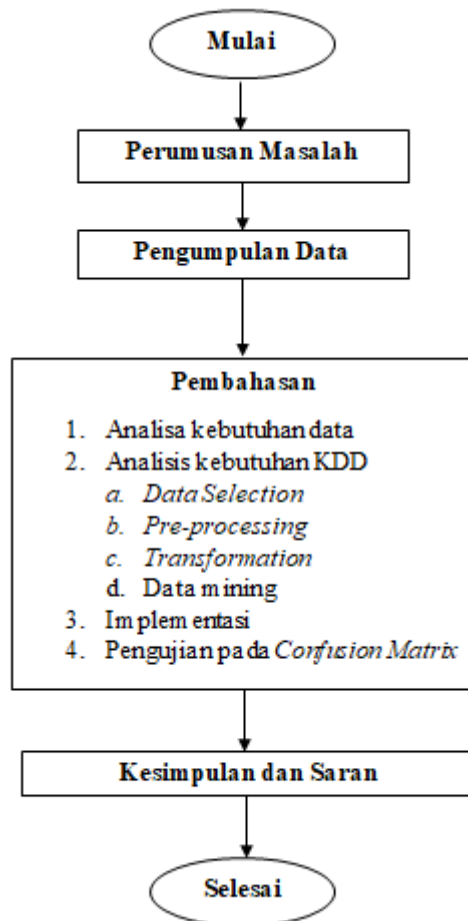 Mulai
Perumusan Masalah
Pengumpulan Data
Pembahasan
1. Analisa kebutuhan data
2. Analisis kebutuhan KDD
a. Data Selection
b. Pre-processing
c. Transformation
d. Data mining
3. Implementasi
4. Pengujian pada Confusion Matrix
Kesimpulan dan Saran
Selesai